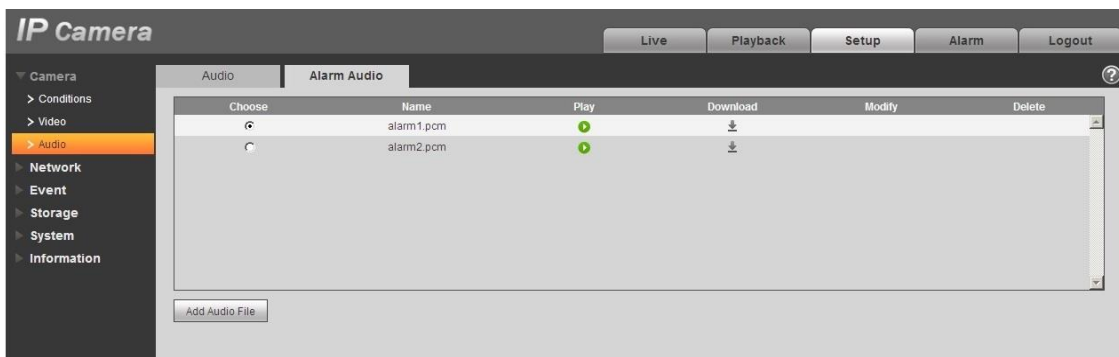 IP Camera
Live Playback Setup Alarm Logout
Camera
Conditions
Video
Audio
Network
Event
Storage
System
Information
Audio Alarm Audio ?
Choose Name Play Download Modify Delete
alarm1.pcm
alarm2.pcm
Add Audio File